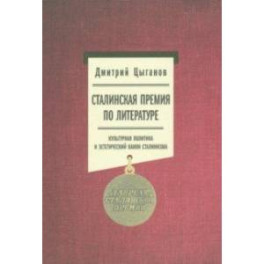 Дмитрий Цыганов
СТАЛИНСКАЯ ПРЕМИЯ
ПО ЛИТЕРАТУРЕ
КУЛЬТУРНАЯ ПОЛИТИКА
И ЭСТЕТИЧЕСКИЙ КАНОН СТАЛИНИЗМА